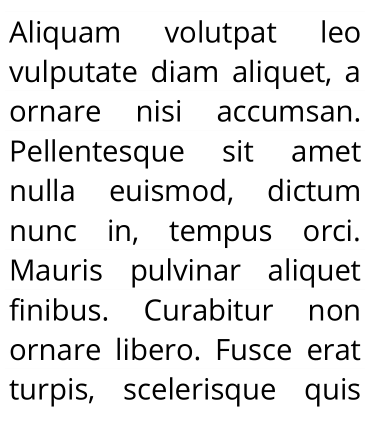 Aliquam volutpat leo
vulputate diam aliquet, a
ornare nisi accumsan.
Pellentesque sit amet
nulla euismod, dictum
nunc in, tempus orci.
Mauris pulvinar aliquet
finibus. Curabitur non
ornare libero. Fusce erat
turpis, scelerisque quis